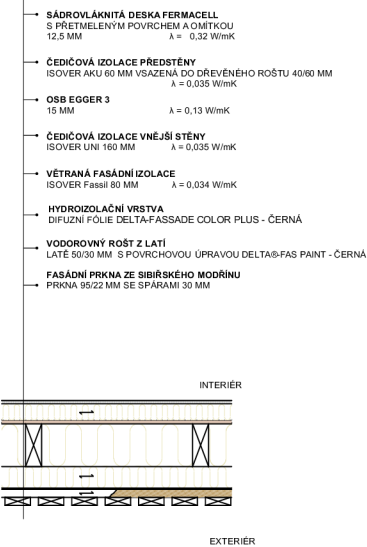 SÁDROVLÁKNITÁ DESKA FERMACELL
S PŘETMELENÝM POVRCHEM A OMÍTKOU
12,5 MM λ = 0,32 W/mK
ČEDIČOVÁ IZOLACE PŘEDSTĚNY
ISOVER AKU 60 MM VSAZENÁ DO DŘEVĚNÉHO ROŠTU 40/60 MM
λ = 0,035 W/mK
OSB EGGER 3
15 MM λ = 0,13 W/mK
ČEDIČOVÁ IZOLACE VNĚJŠÍ STĚNY
ISOVER UNI 160 MM λ = 0,035 W/mK
VĚTRANÁ FASÁDNÍ IZOLACE
ISOVER Fassil 80 MM λ = 0,034 W/mK
HYDROIZOLAČNÍ VRSTVA
DIFUZNÍ FÓLIE DELTA-FASSADE COLOR PLUS - ČERNÁ
VODOROVNÝ ROŠT Z LATÍ
LATĚ 50/30 MM S POVRCHOVOU ÚPRAVOU DELTA®-FAS PAINT - ČERNÁ
FASÁDNÍ PRKNA ZE SIBIŘSKÉHO MODŘÍNU
PRKNA 95/22 MM SE SPÁRAMI 30 MM
INTERIÉR
EXTERIÉR